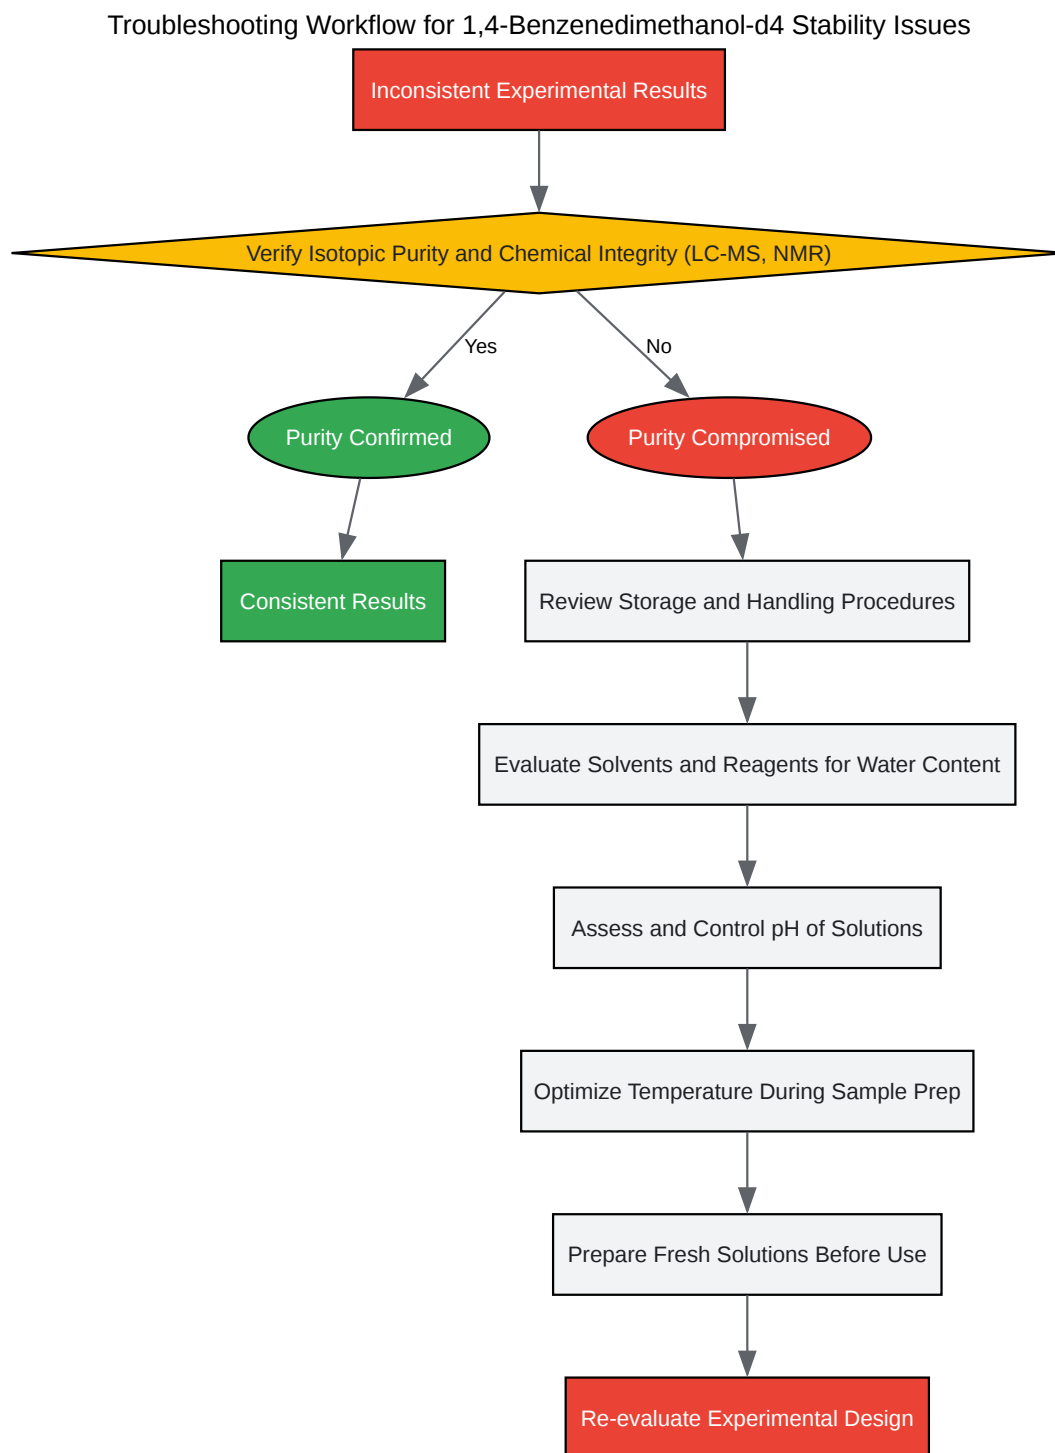 Troubleshooting Workflow for 1,4-Benzenedimethanol-d4 Stability Issues
Inconsistent Experimental Results
Verify Isotopic Purity and Chemical Integrity (LC-MS, NMR)
Yes
No
Purity Confirmed
Purity Compromised
Consistent Results
Review Storage and Handling Procedures
Evaluate Solvents and Reagents for Water Content
Assess and Control pH of Solutions
Optimize Temperature During Sample Prep
Prepare Fresh Solutions Before Use
Re-evaluate Experimental Design